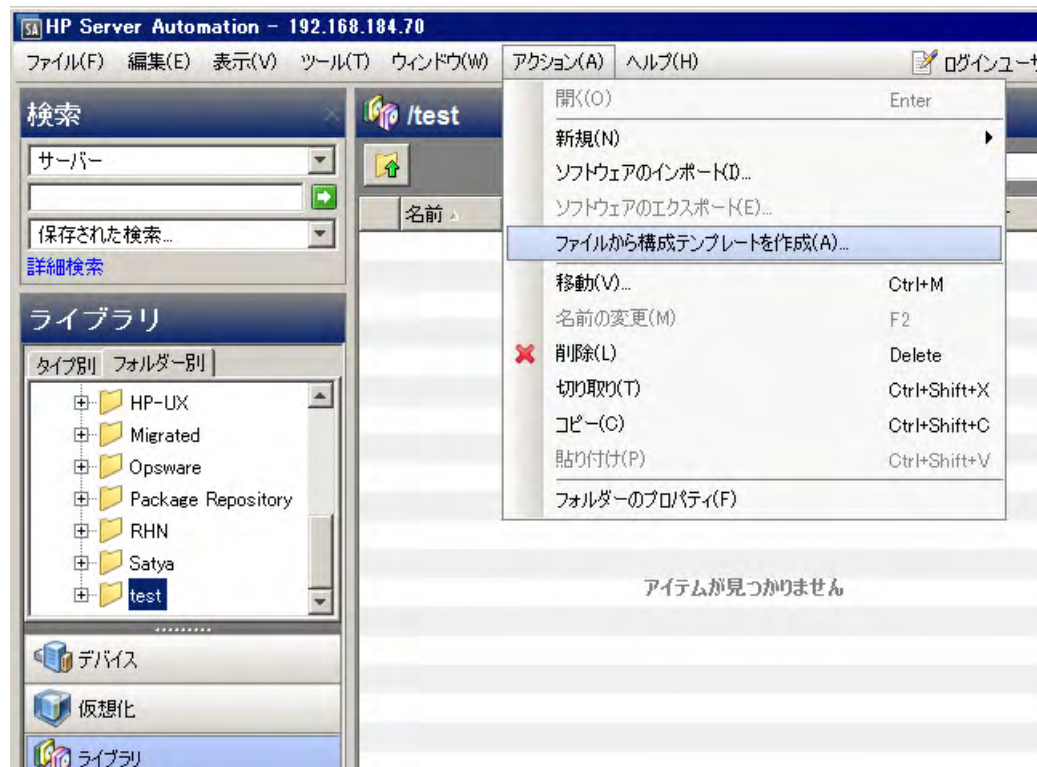 HP Server Automation - 192.168.184.70
ファイル(F) 編集(E) 表示(V) ツール(T) ウィンドウ(W) アクション(A) ヘルプ(H) ログインユーザ
検索
サーバー
保存された検索...
詳細検索
ライブラリ
タイプ別 フォルダー別
HP-UX
Migrated
Opsware
Package Repository
RHN
Satya
test
デバイス
仮想化
ライブラリ
/test
名前
開く(O) Enter
新規(N)
ソフトウェアのインポート(I)...
ソフトウェアのエクスポート(E)...
ファイルから構成テンプレートを作成(A)...
移動(V)... Ctrl+M
名前の変更(M) F2
削除(L) Delete
切り取り(T) Ctrl+Shift+X
コピー(C) Ctrl+Shift+C
貼り付け(P) Ctrl+Shift+V
フォルダーのプロパティ(F)
アイテムが見つかりません